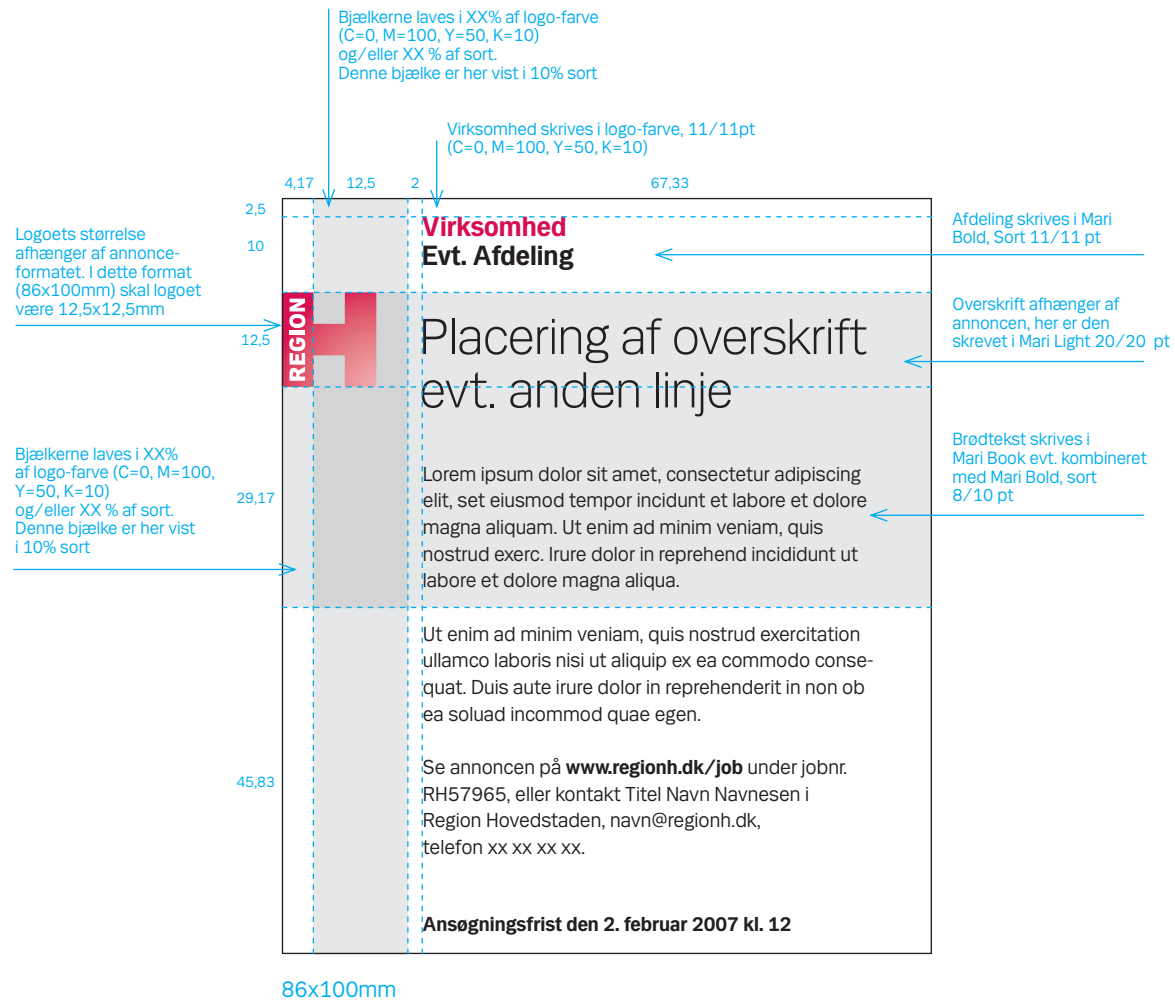 Bjælkerne laves i XX% af logo-farve
(C=0, M=100, Y=50, K=10)
og/eller XX % af sort.
Denne bjælke er her vist i 10% sort
Virksomhed skrives i logo-farve, 11/11pt
(C=0, M=100, Y=50, K=10)
4,17 12,5 2 67,33
2,5
10
12,5
29,17
45,83
Logoets størrelse
afhænger af annonce-
formatet. I dette format
(86x100mm) skal logoet
være 12,5x12,5mm
Bjælkerne laves i XX%
af logo-farve (C=0, M=100,
Y=50, K=10)
og/eller XX % af sort.
Denne bjælke er her vist
i 10% sort
Virksomhed
Evt. Afdeling
REGION
H
Placering af overskrift
evt. anden linje
Lorem ipsum dolor sit amet, consectetur adipiscing
elit, set eiusmod tempor incidunt et labore et dolore
magna aliquam. Ut enim ad minim veniam, quis
nostrud exerc. Irure dolor in reprehend incididunt ut
labore et dolore magna aliqua.
Ut enim ad minim veniam, quis nostrud exercitation
ullamco laboris nisi ut aliquip ex ea commodo conse-
quat. Duis aute irure dolor in reprehenderit in non ob
ea soluad incommod quae egen.
Se annoncen på www.regionh.dk/job under jobnr.
RH57965, eller kontakt Titel Navn Navnesen i
Region Hovedstaden, navn@regionh.dk,
telefon xx xx xx xx.
Ansøgningsfrist den 2. februar 2007 kl. 12
Afdeling skrives i Mari
Bold, Sort 11/11 pt
Overskrift afhænger af
annoncen, her er den
skrevet i Mari Light 20/20 pt
Brødtekst skrives i
Mari Book evt. kombineret
med Mari Bold, sort
8/10 pt
86x100mm